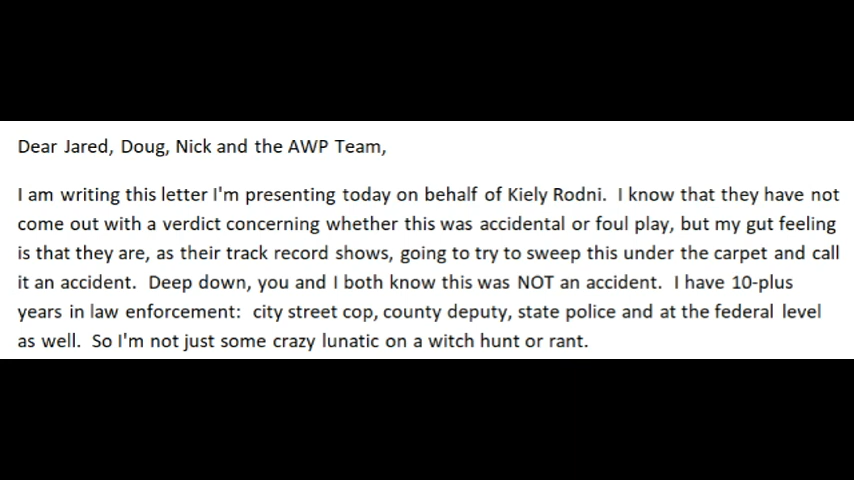 Dear Jared, Doug, Nick and the AWP Team,
I am writing this letter I'm presenting today on behalf of Kiely Rodni.  I know that they have not
come out with a verdict concerning whether this was accidental or foul play, but my gut feeling
is that they are, as their track record shows, going to try to sweep this under the carpet and call
it an accident.  Deep down, you and I both know this was NOT an accident.  I have 10-plus
years in law enforcement:  city street cop, county deputy, state police and at the federal level
as well.  So I'm not just some crazy lunatic on a witch hunt or rant.